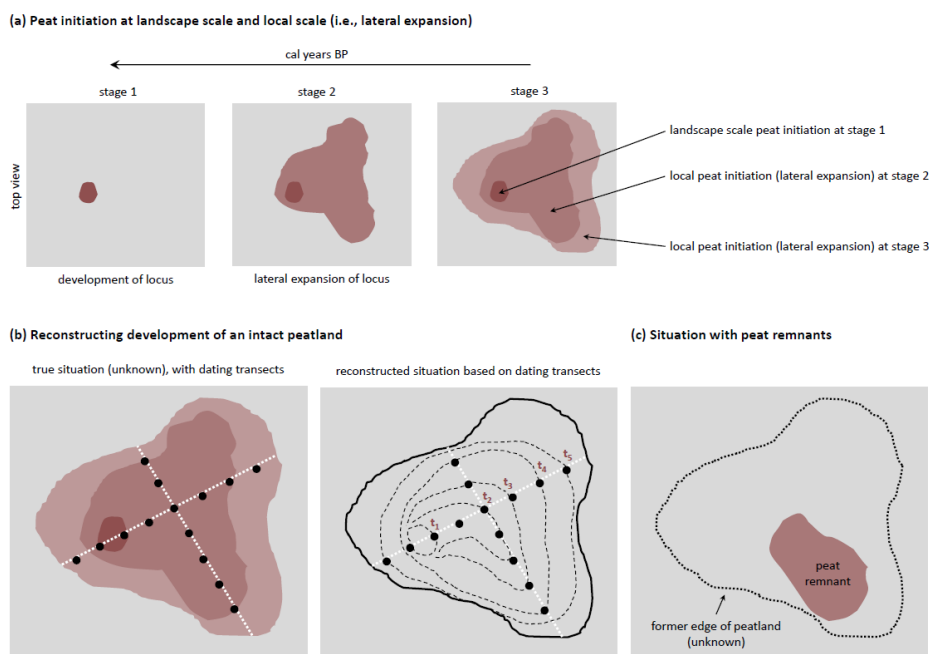 (a) Peat initiation at landscape scale and local scale (i.e., lateral expansion)
cal years BP
stage 1
stage 2
stage 3
top view
landscape scale peat initiation at stage 1
local peat initiation (lateral expansion) at stage 2
local peat initiation (lateral expansion) at stage 3
development of locus
lateral expansion of locus
(b) Reconstructing development of an intact peatland
(c) Situation with peat remnants
true situation (unknown), with dating transects
reconstructed situation based on dating transects
t₁
t₂
t₃
t₄
t₅
peat
remnant
former edge of peatland
(unknown)